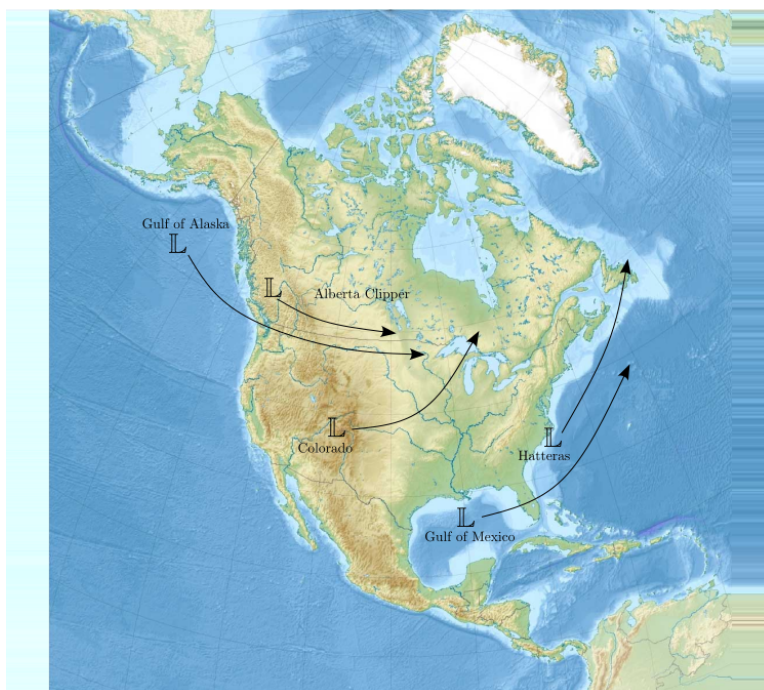 Gulf of Alaska
𝕃
𝕃
Alberta Clipper
𝕃
Colorado
𝕃
Hatteras
𝕃
Gulf of Mexico